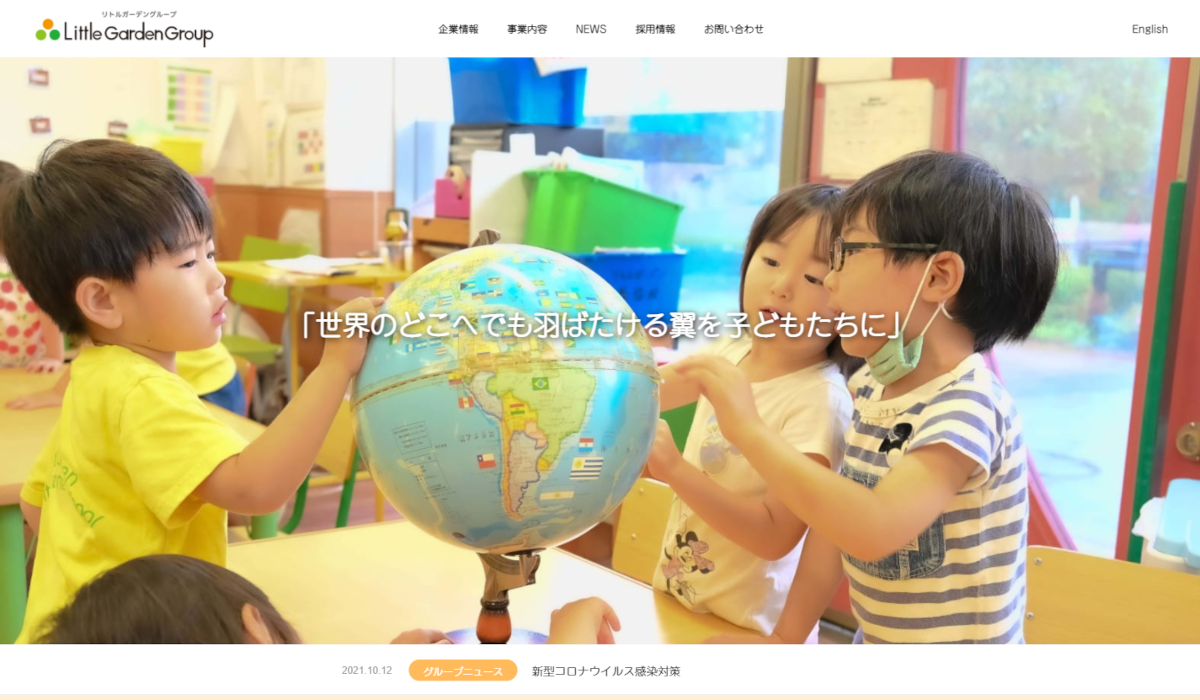 リトルガーデングループ
Little Garden Group
企業情報
事業内容
NEWS
採用情報
お問い合わせ
English
「世界のどこへでも羽ばたける翼を子どもたちに」
2021.10.12
グループニュース
新型コロナウイルス感染対策